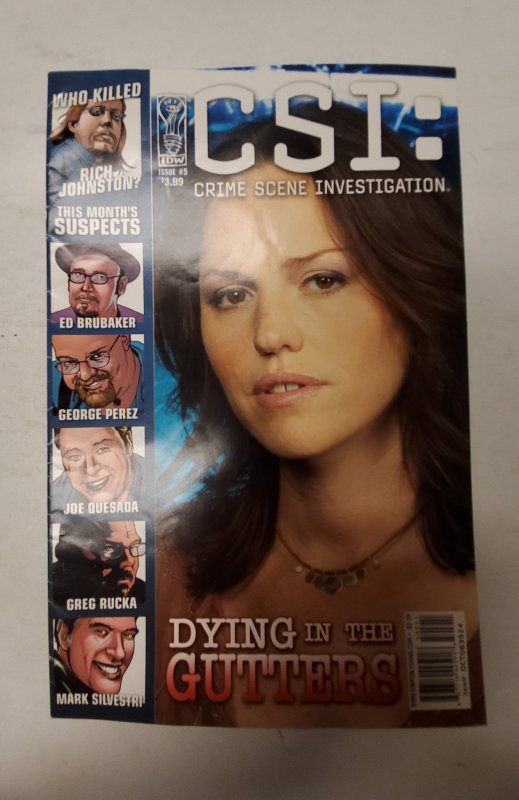 WHO KILLED
RICH
JOHNSTON?
THIS MONTH'S
SUSPECTS
ED BRUBAKER
GEORGE PEREZ
JOE QUESADA
GREG RUCKA
MARK SILVESTRI
IDW
ISSUE #5
$3.99
CSI:
CRIME SCENE INVESTIGATION
DYING IN THE
GUTTERS